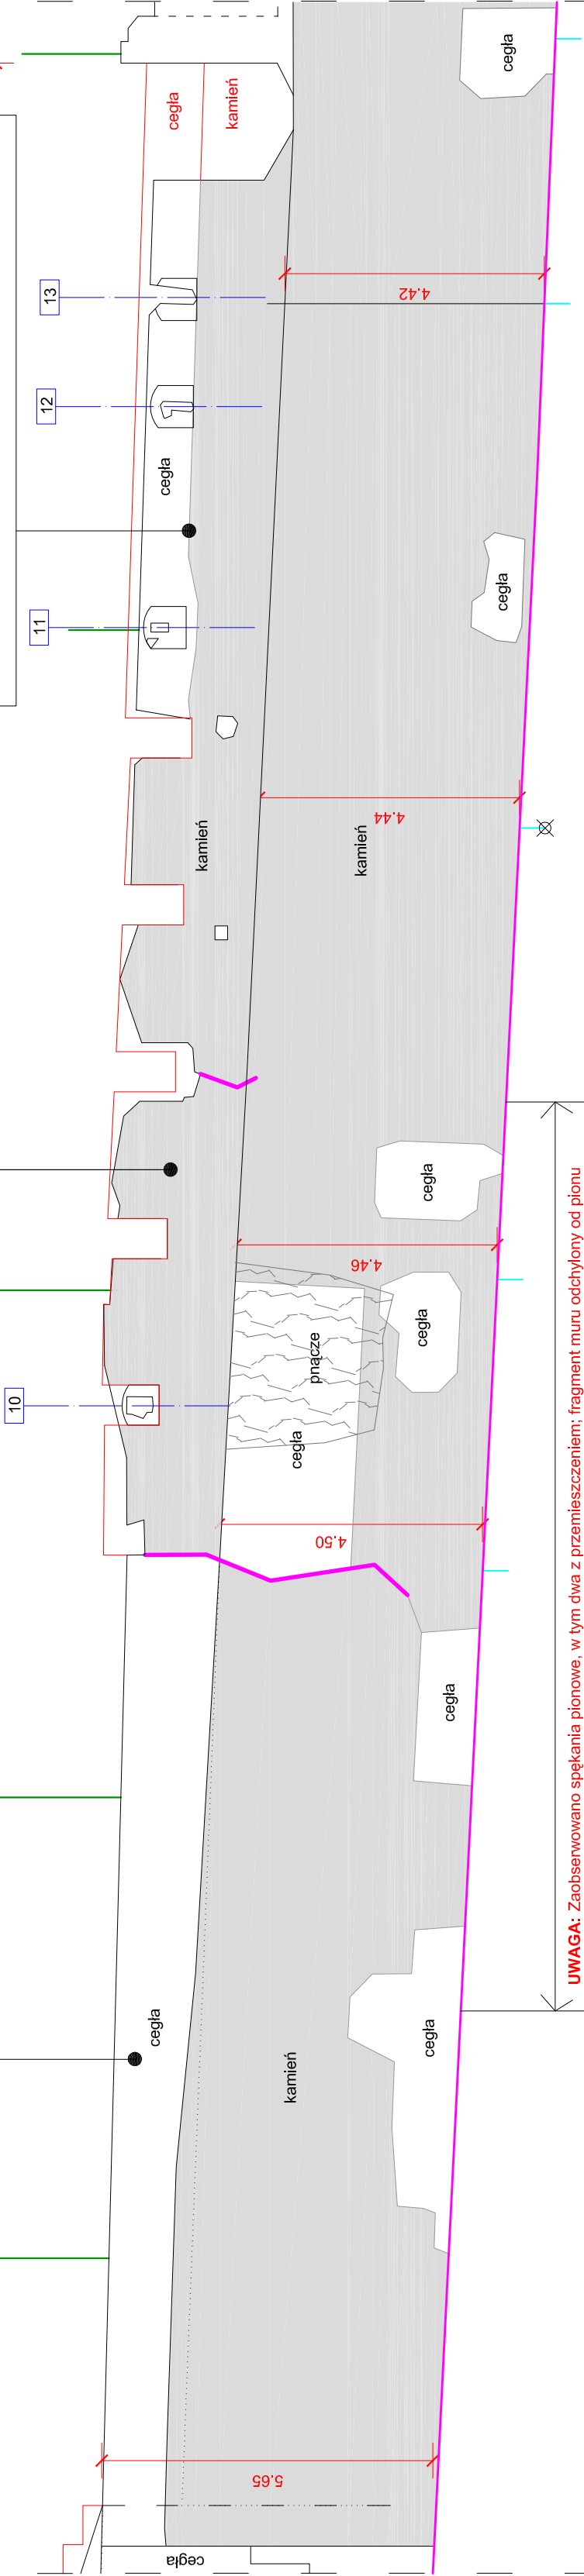 cegła
kamień
cegła
13
4.42
12
cegła
cegła
11
kamień
4.44
kamień
cegła
4.46
cegła
pnącze
10
cegła
4.50
cegła
cegła
cegła
kamień
5.65
cegła
UWAGA: Zaobserwowano spękania pionowe, w tym dwa z przemieszczeniem; fragment muru odchylony od pionu